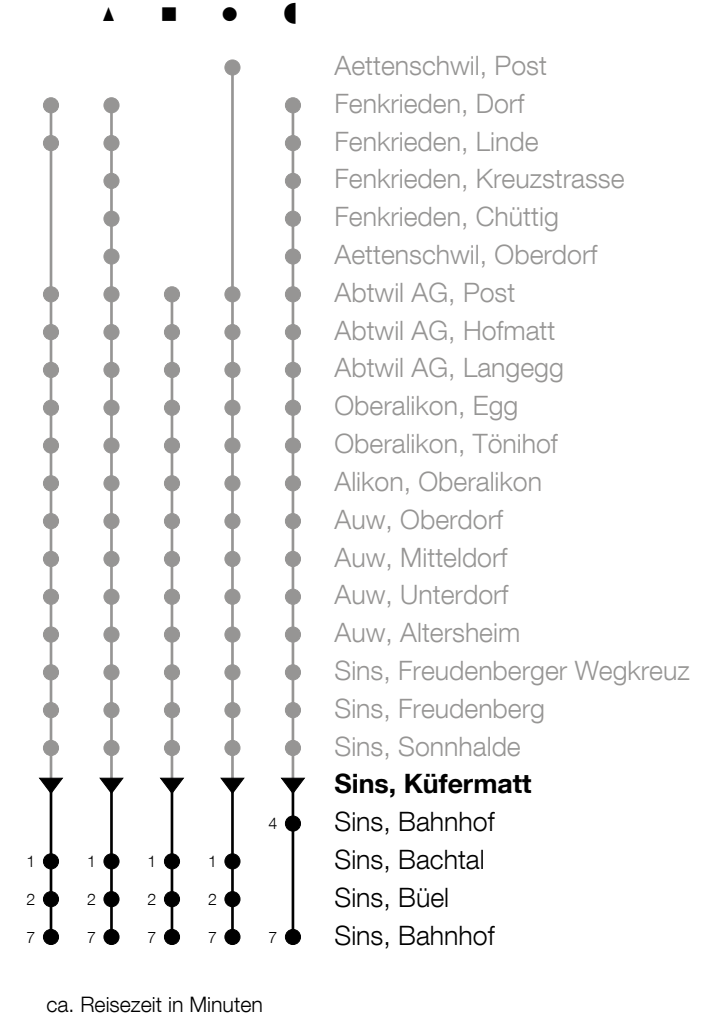 Aettenschwil, Post
Fenkrieden, Dorf
Fenkrieden, Linde
Fenkrieden, Kreuzstrasse
Fenkrieden, Chüttig
Aettenschwil, Oberdorf
Abtwil AG, Post
Abtwil AG, Hofmatt
Abtwil AG, Langegg
Oberalikon, Egg
Oberalikon, Tönihof
Alikon, Oberalikon
Auw, Oberdorf
Auw, Mitteldorf
Auw, Unterdorf
Auw, Altersheim
Sins, Freudenberger Wegkreuz
Sins, Freudenberg
Sins, Sonnhalde
Sins, Küfermatt
4 Sins, Bahnhof
1 1 1 1 Sins, Bachtal
2 2 2 2 Sins, Büel
7 7 7 7 7 Sins, Bahnhof
ca. Reisezeit in Minuten